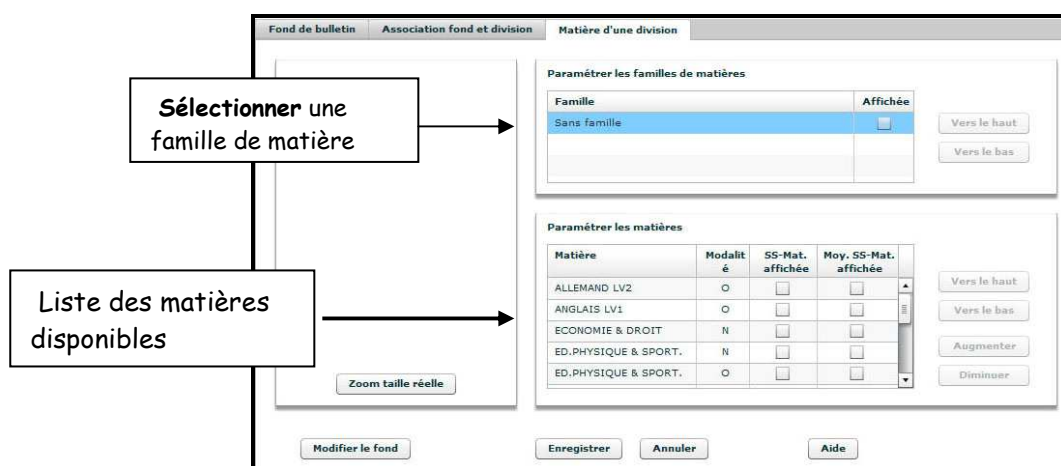 Fond de bulletin Association fond et division Matière d'une division
Sélectionner une
famille de matière
Paramétrer les familles de matières
Famille Affichée
Sans famille
Vers le haut
Vers le bas
Liste des matières
disponibles
Paramétrer les matières
Matière Modalit SS-Mat. Moy. SS-Mat.
é affichée affichée
ALLEMAND LV2 O
ANGLAIS LV1 O
ECONOMIE & DROIT N
ED.PHYSIQUE & SPORT. N
ED.PHYSIQUE & SPORT. O
Vers le haut
Vers le bas
Augmenter
Diminuer
Zoom taille réelle
Modifier le fond Enregistrer Annuler Aide